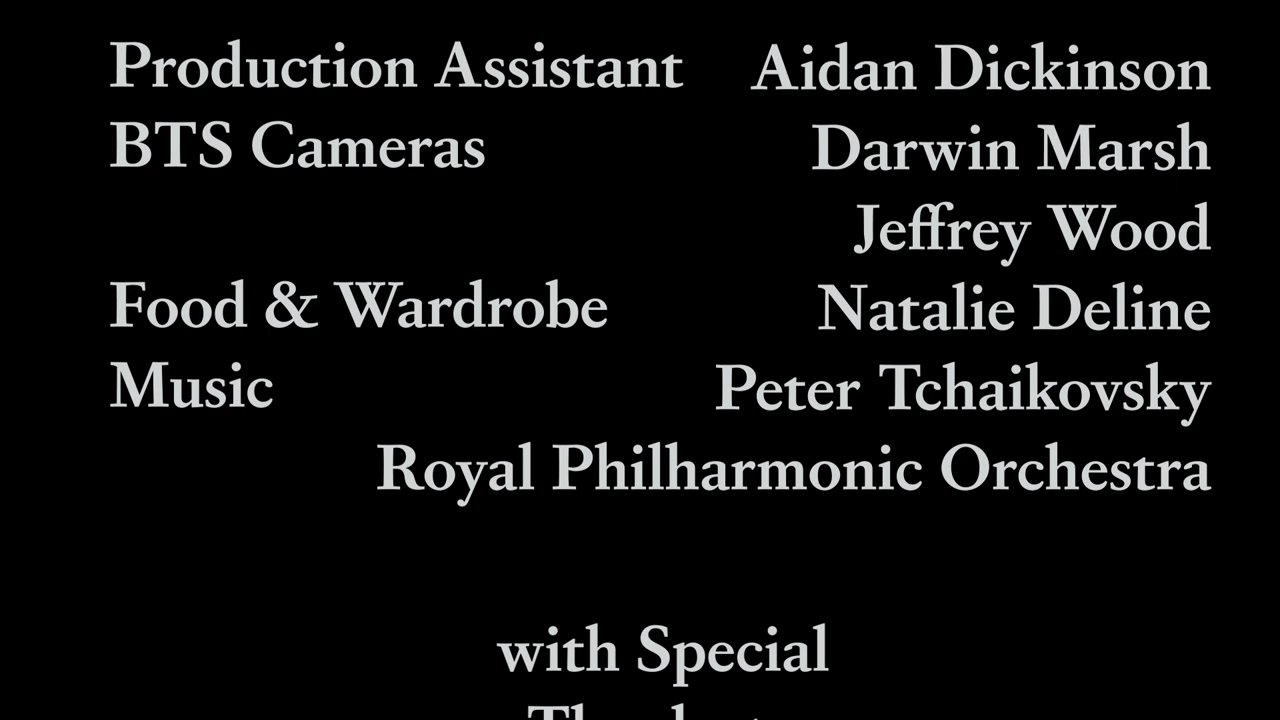 Production Assistant Aidan Dickinson
BTS Cameras Darwin Marsh
Jeffrey Wood
Food & Wardrobe Natalie Deline
Music Peter Tchaikovsky
Royal Philharmonic Orchestra
with Special